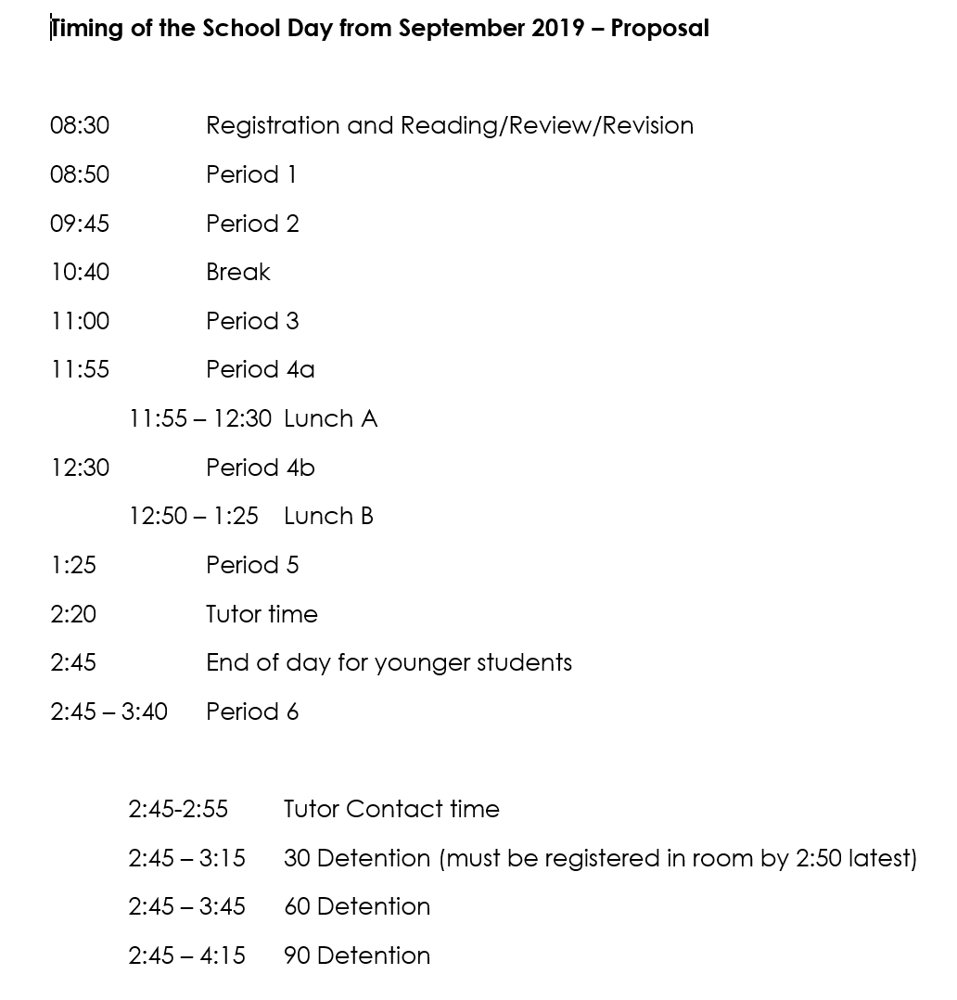 Timing of the School Day from September 2019 – Proposal
08:30 Registration and Reading/Review/Revision
08:50 Period 1
09:45 Period 2
10:40 Break
11:00 Period 3
11:55 Period 4a
11:55 – 12:30 Lunch A
12:30 Period 4b
12:50 – 1:25 Lunch B
1:25 Period 5
2:20 Tutor time
2:45 End of day for younger students
2:45 – 3:40 Period 6
2:45-2:55 Tutor Contact time
2:45 – 3:15 30 Detention (must be registered in room by 2:50 latest)
2:45 – 3:45 60 Detention
2:45 – 4:15 90 Detention